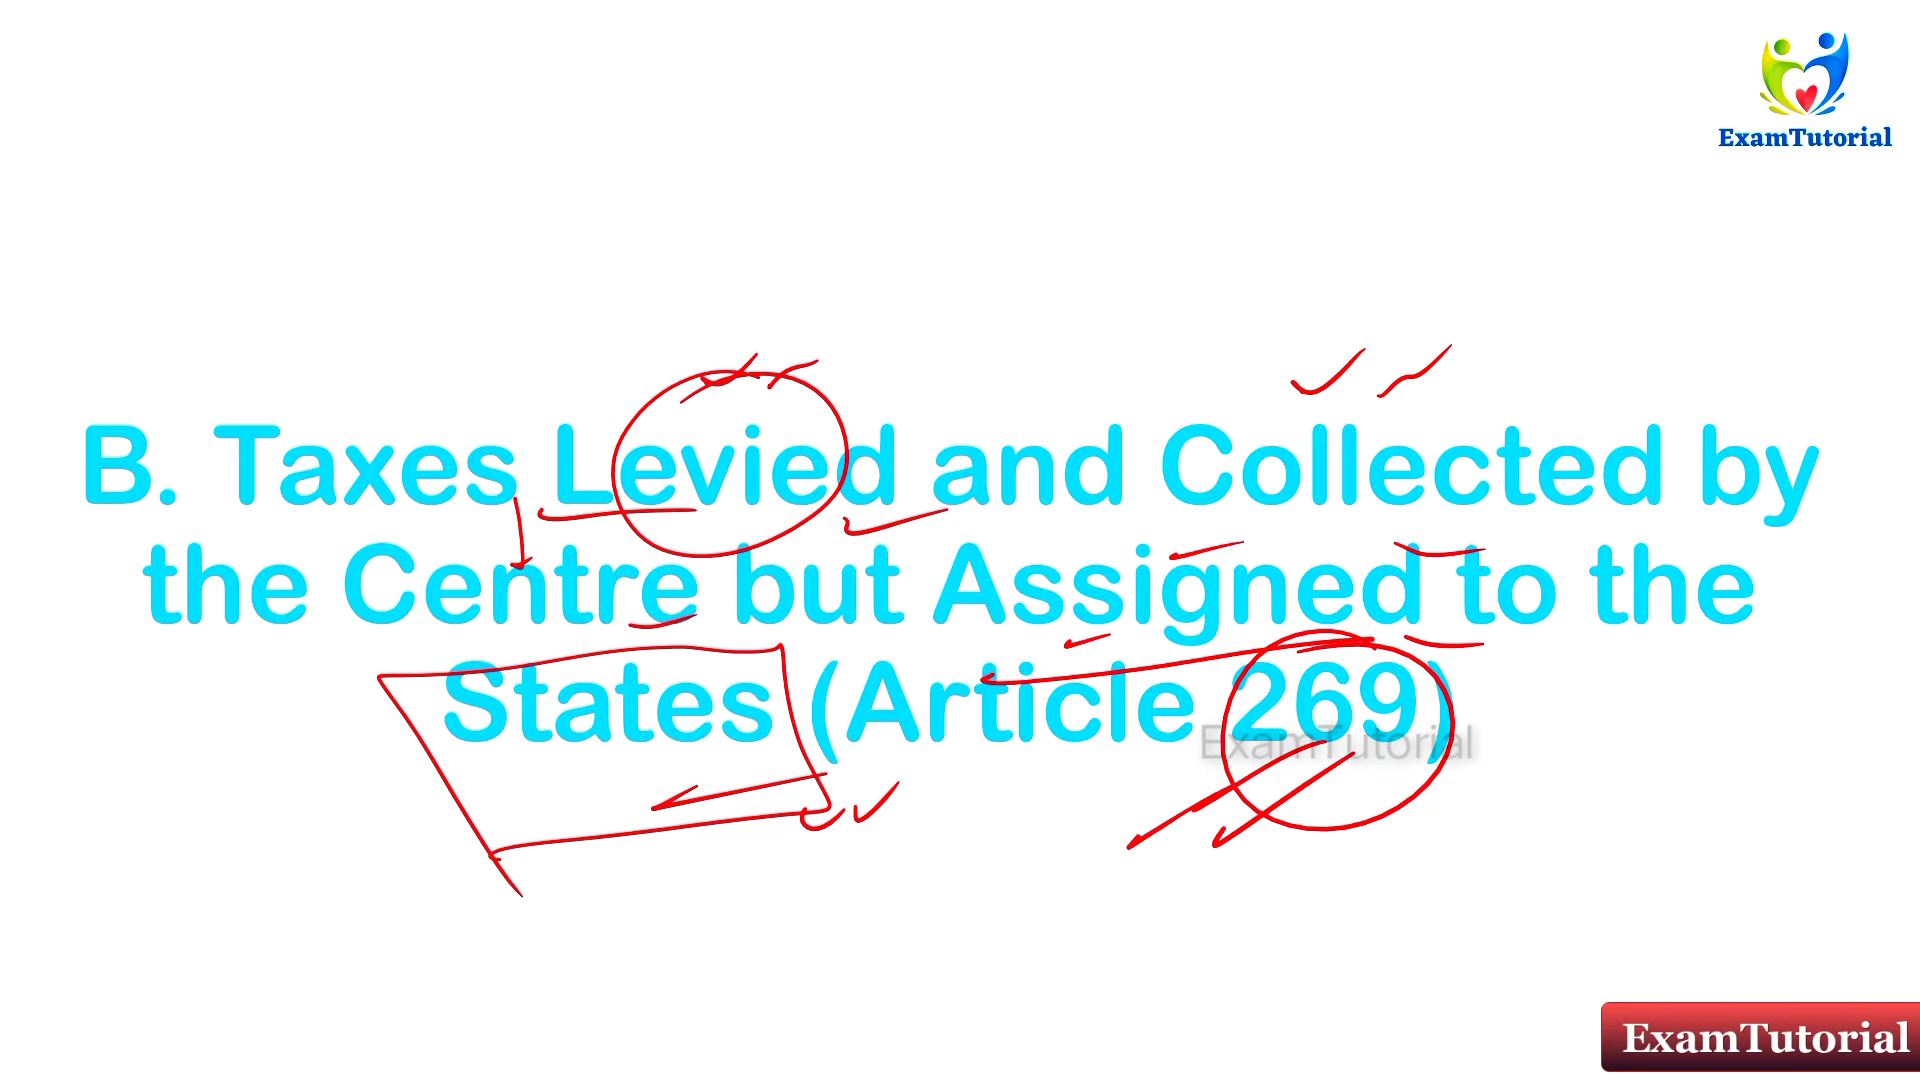 ExamTutorial
B. Taxes Levied and Collected by
the Centre but Assigned to the
States (Article 269)
ExamTutorial
ExamTutorial